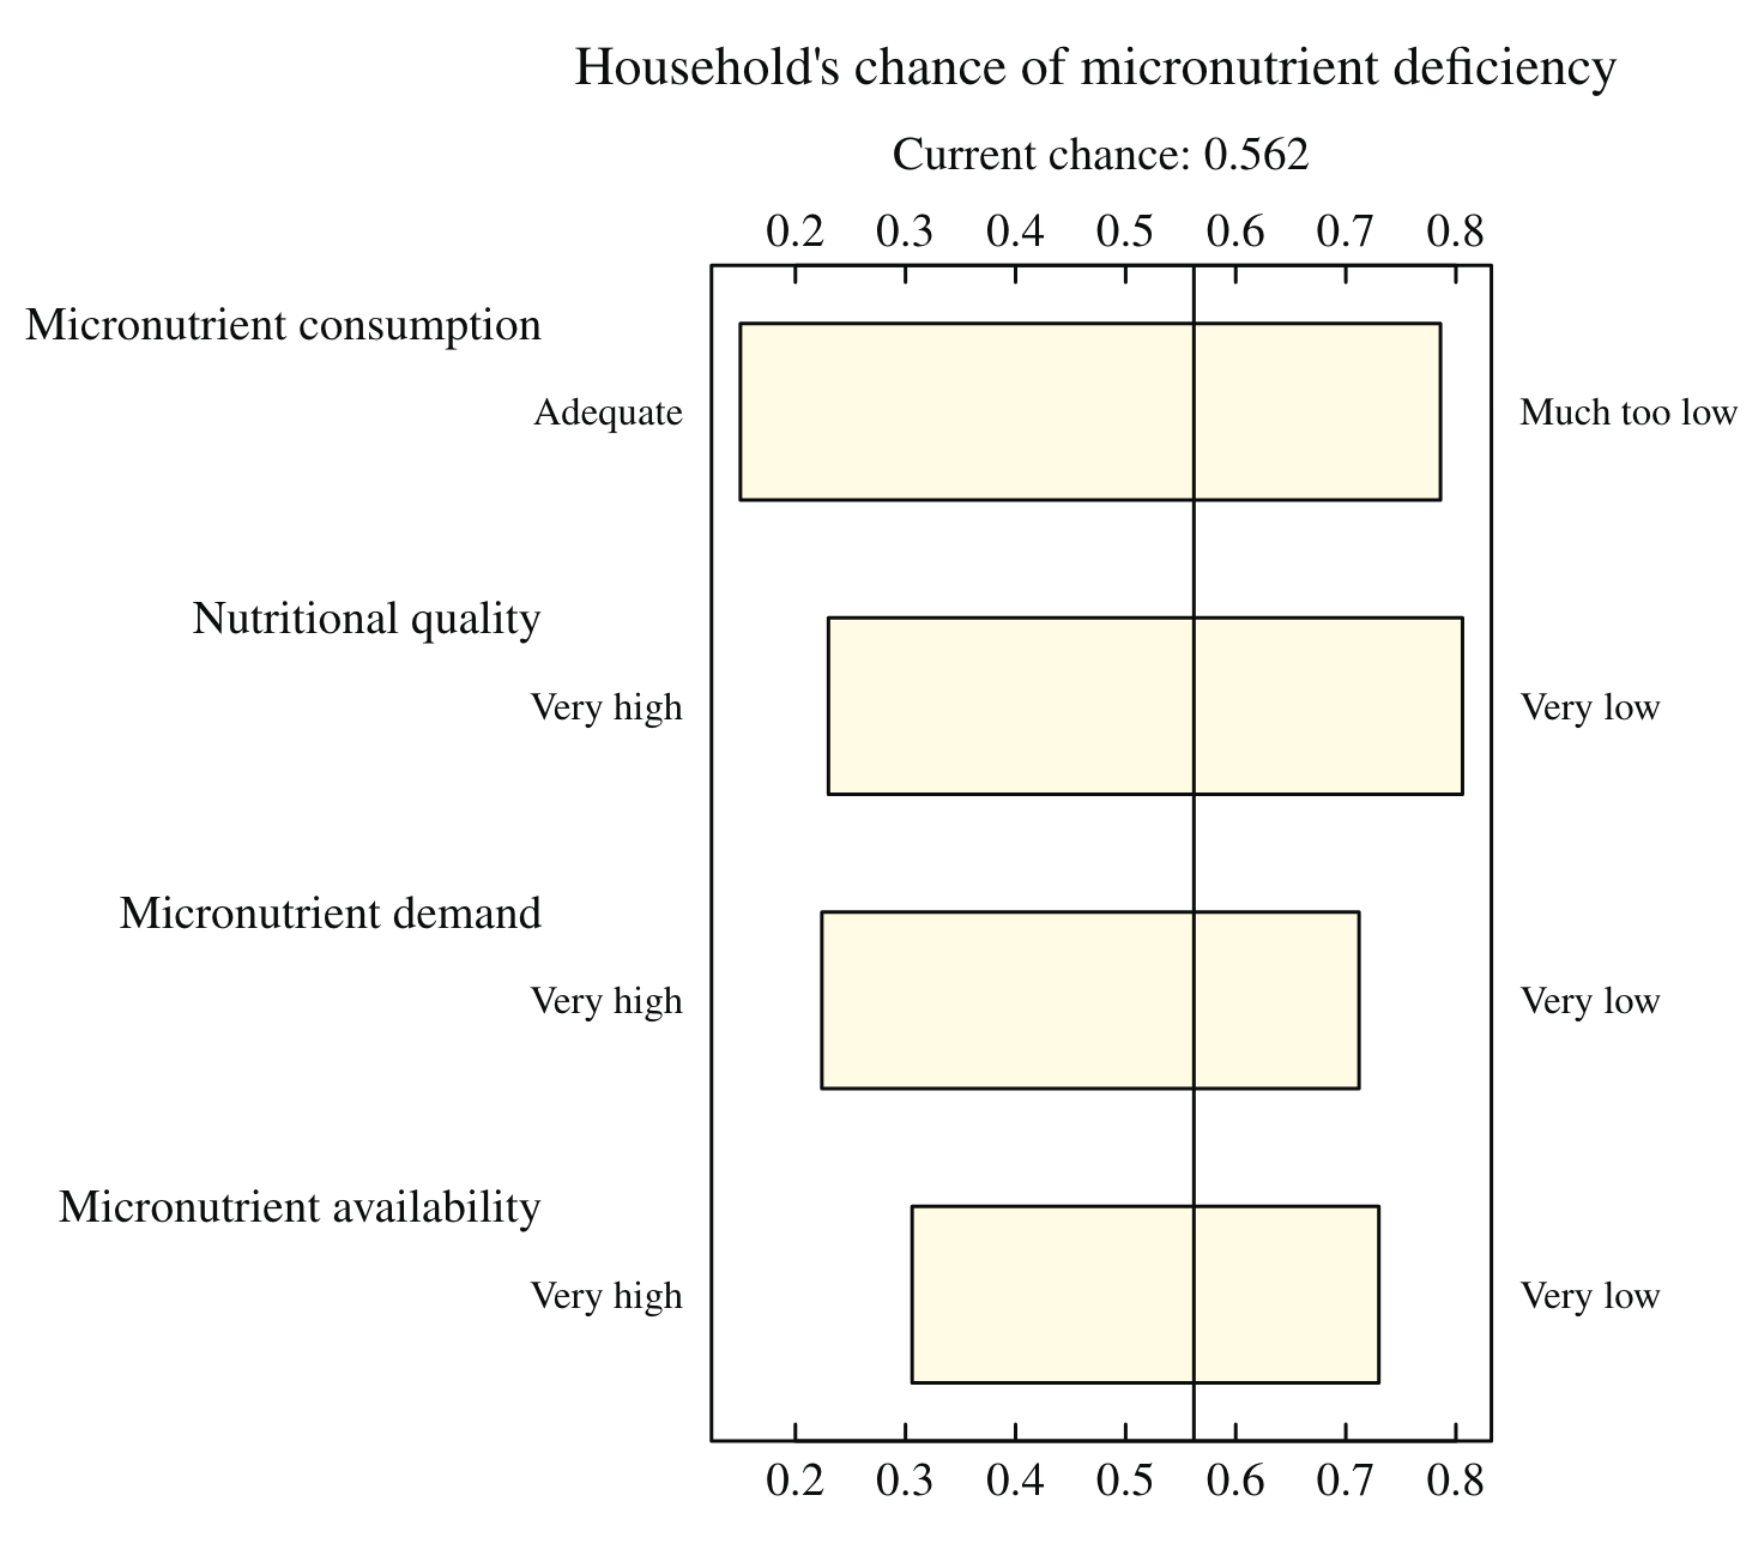 Household's chance of micronutrient deficiency
Current chance: 0.562
0.2 0.3 0.4 0.5 0.6 0.7 0.8
Micronutrient consumption
Adequate Much too low
Nutritional quality
Very high Very low
Micronutrient demand
Very high Very low
Micronutrient availability
Very high Very low
0.2 0.3 0.4 0.5 0.6 0.7 0.8